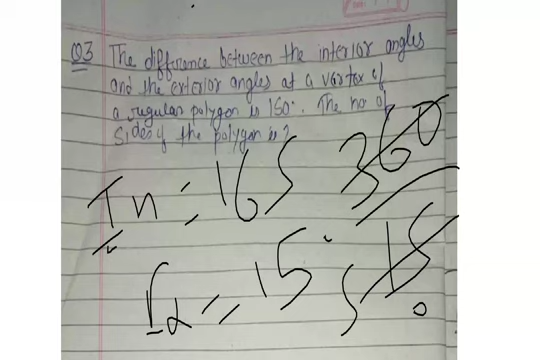 Q3 The difference between the interior angles
and the exterior angles at a vertex of
a regular polygon is 150°. The no of
sides of the polygon is?
In = 165
360
Ex = 15
15